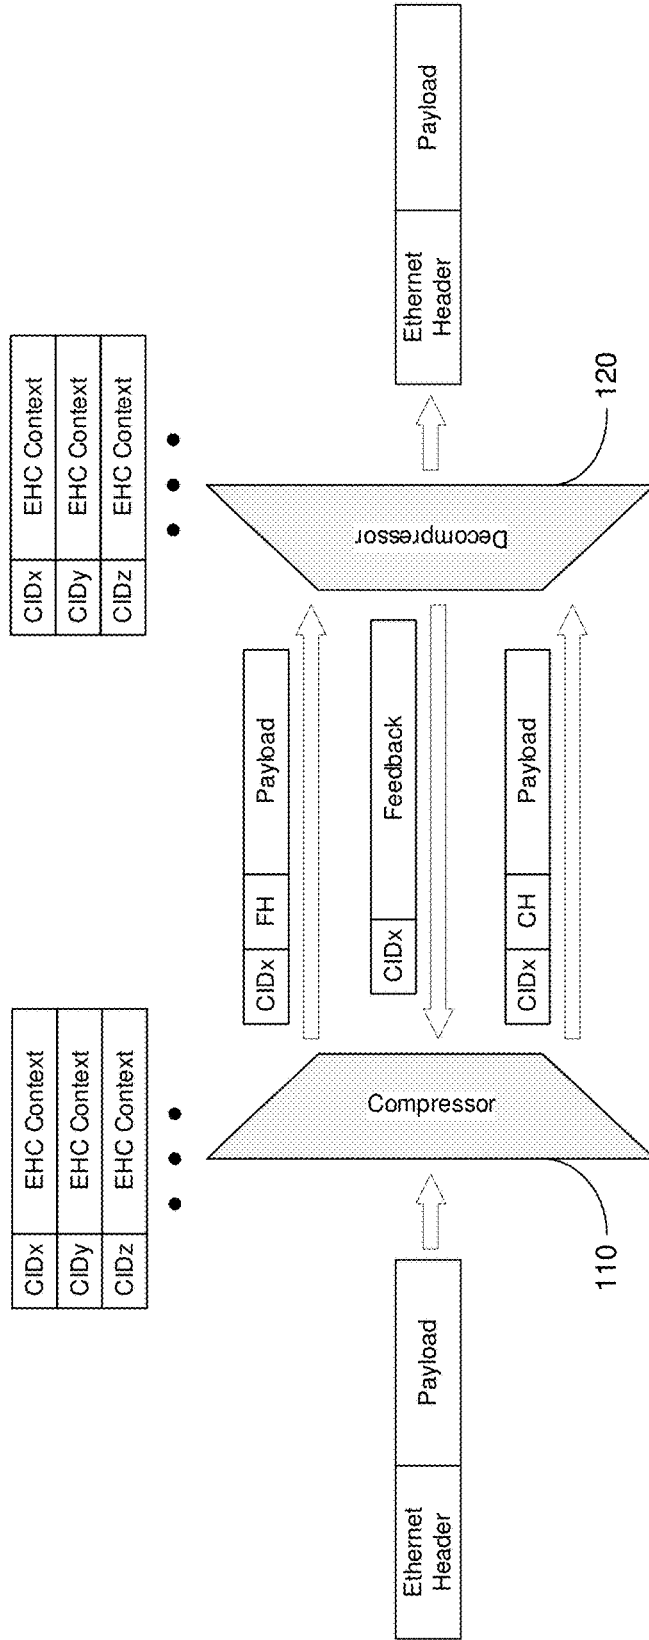 CIDx EHC Context
CIDy EHC Context
CIDz EHC Context
CIDx EHC Context
CIDy EHC Context
CIDz EHC Context
Ethernet
Header
Payload
Compressor
110
CIDx FH Payload
CIDx Feedback
CIDx CH Payload
Decompressor
120
Ethernet
Header
Payload